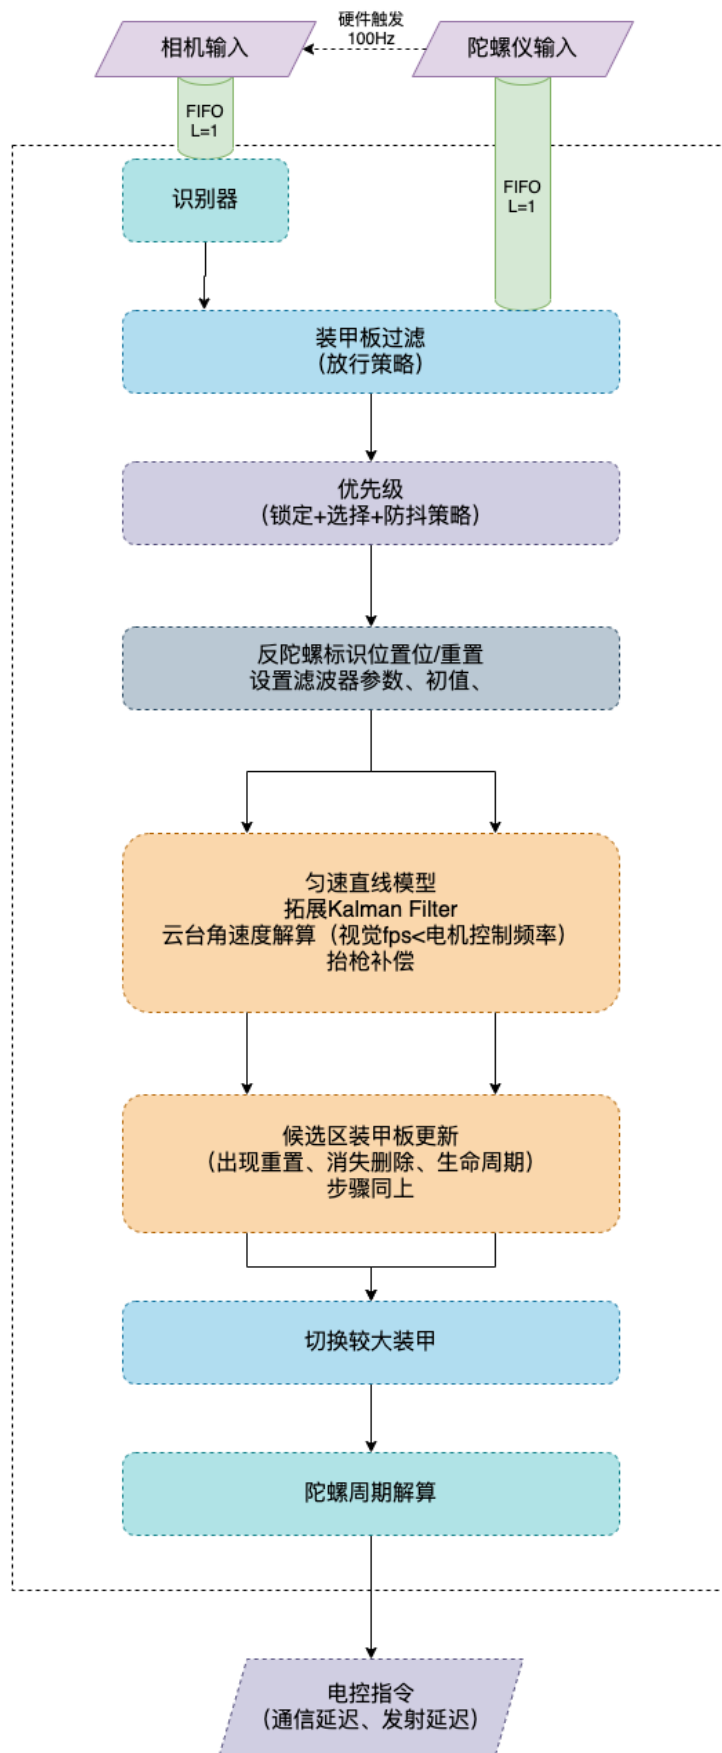 相机输入
硬件触发
100Hz
陀螺仪输入
FIFO
L=1
FIFO
L=1
识别器
装甲板过滤
（放行策略）
优先级
（锁定+选择+防抖策略）
反陀螺标识位置位/重置
设置滤波器参数、初值、
匀速直线模型
拓展Kalman Filter
云台角速度解算（视觉fps<电机控制频率）
抬枪补偿
候选区装甲板更新
（出现重置、消失删除、生命周期）
步骤同上
切换较大装甲
陀螺周期解算
电控指令
（通信延迟、发射延迟）